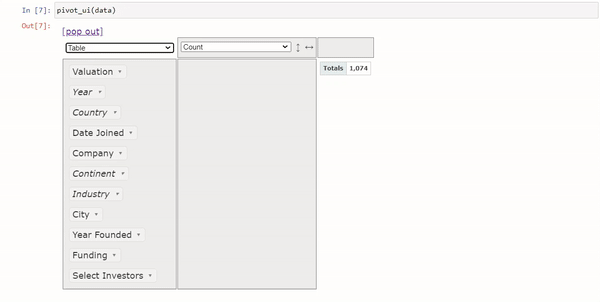 In [7]: pivot_ui(data)
Out[7]: [pop out]
Table Count ↕ ↔
Totals 1,074
Valuation ▾
Year ▾
Country ▾
Date Joined ▾
Company ▾
Continent ▾
Industry ▾
City ▾
Year Founded ▾
Funding ▾
Select Investors ▾